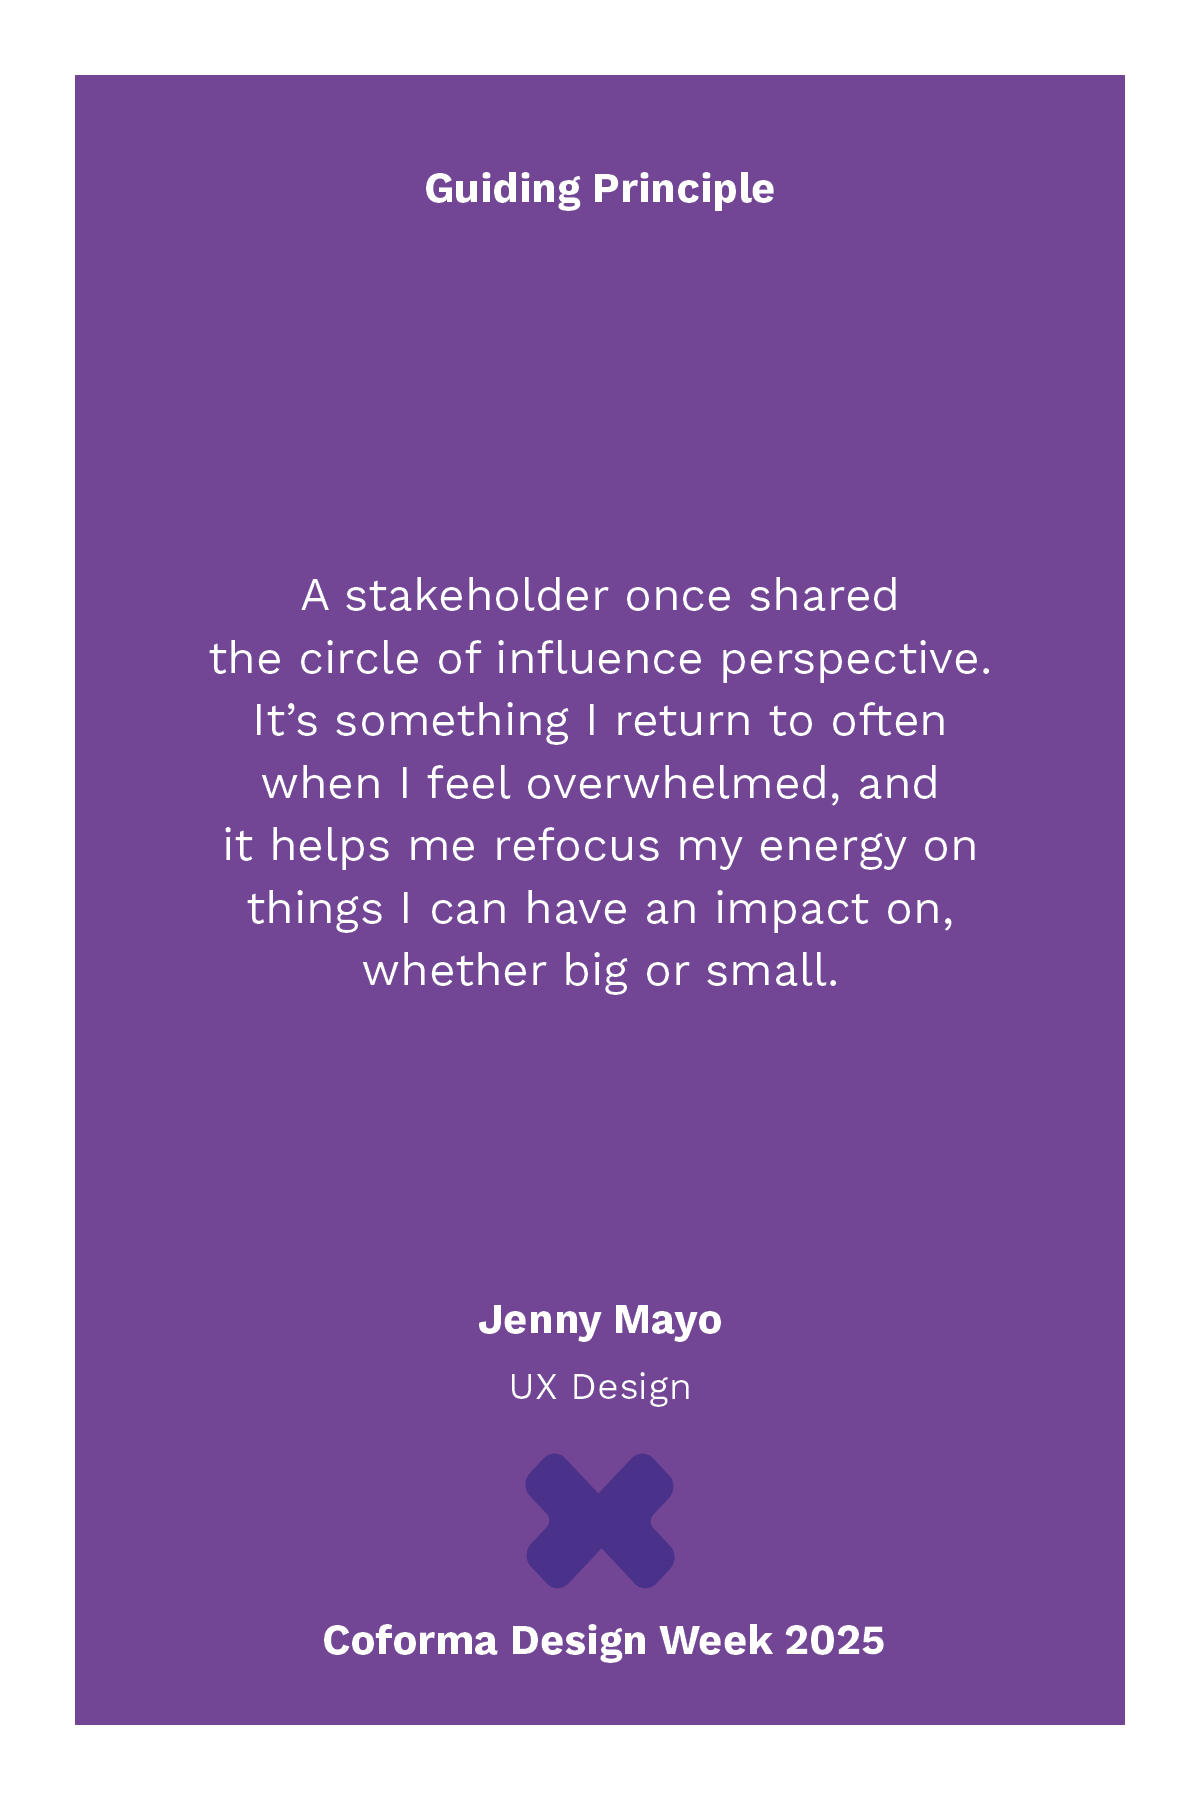 Guiding Principle
A stakeholder once shared
the circle of influence perspective.
It’s something I return to often
when I feel overwhelmed, and
it helps me refocus my energy on
things I can have an impact on,
whether big or small.
Jenny Mayo
UX Design
Coforma Design Week 2025